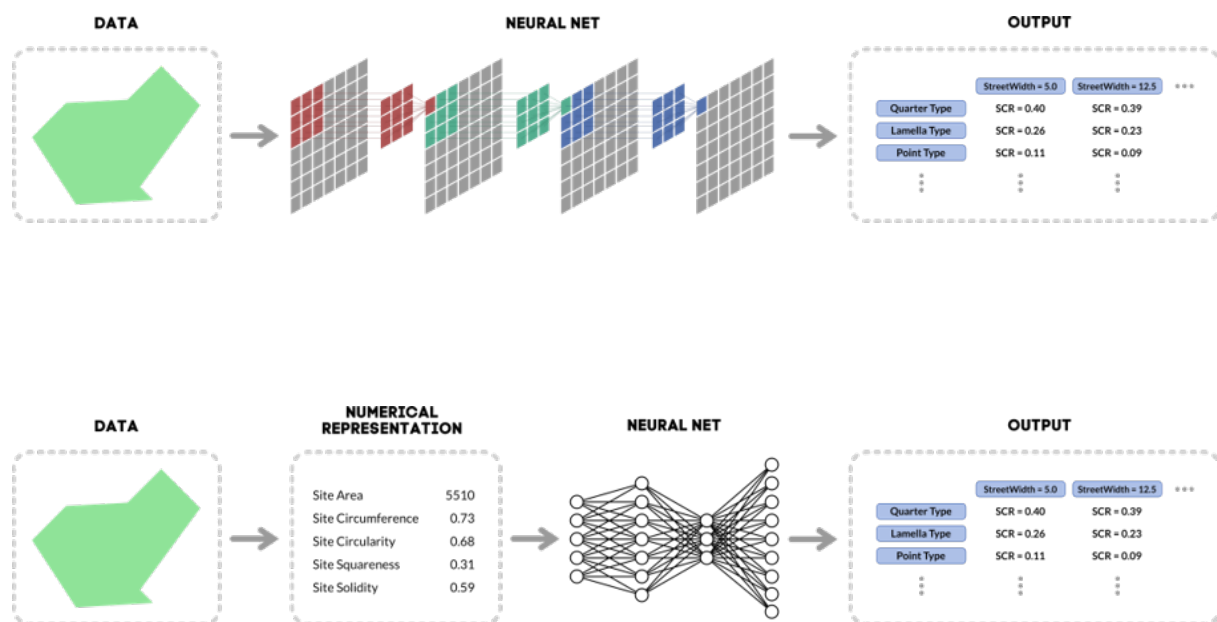 DATA
NEURAL NET
OUTPUT
StreetWidth = 5.0 StreetWidth = 12.5
Quarter Type SCR = 0.40 SCR = 0.39
Lamella Type SCR = 0.26 SCR = 0.23
Point Type SCR = 0.11 SCR = 0.09
DATA
NUMERICAL
REPRESENTATION
NEURAL NET
OUTPUT
Site Area 5510
Site Circumference 0.73
Site Circularity 0.68
Site Squareness 0.31
Site Solidity 0.59
StreetWidth = 5.0 StreetWidth = 12.5
Quarter Type SCR = 0.40 SCR = 0.39
Lamella Type SCR = 0.26 SCR = 0.23
Point Type SCR = 0.11 SCR = 0.09